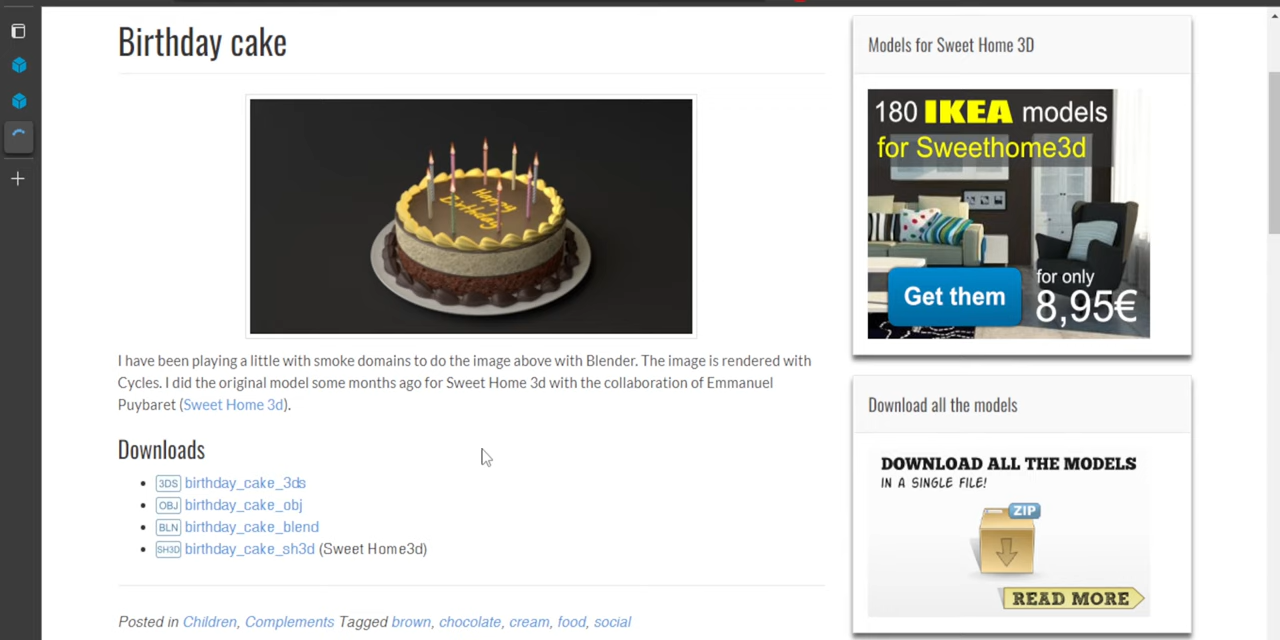 Birthday cake
Happy
Birthday
I have been playing a little with smoke domains to do the image above with Blender. The image is rendered with
Cycles. I did the original model some months ago for Sweet Home 3d with the collaboration of Emmanuel
Puybaret (Sweet Home 3d).
Downloads
3DS birthday_cake_3ds
OBJ birthday_cake_obj
BLN birthday_cake_blend
SH3D birthday_cake_sh3d (Sweet Home3d)
Posted in Children, Complements Tagged brown, chocolate, cream, food, social
Models for Sweet Home 3D
180 IKEA models
for Sweethome3d
Get them
for only
8,95€
Download all the models
DOWNLOAD ALL THE MODELS
IN A SINGLE FILE!
ZIP
READ MORE